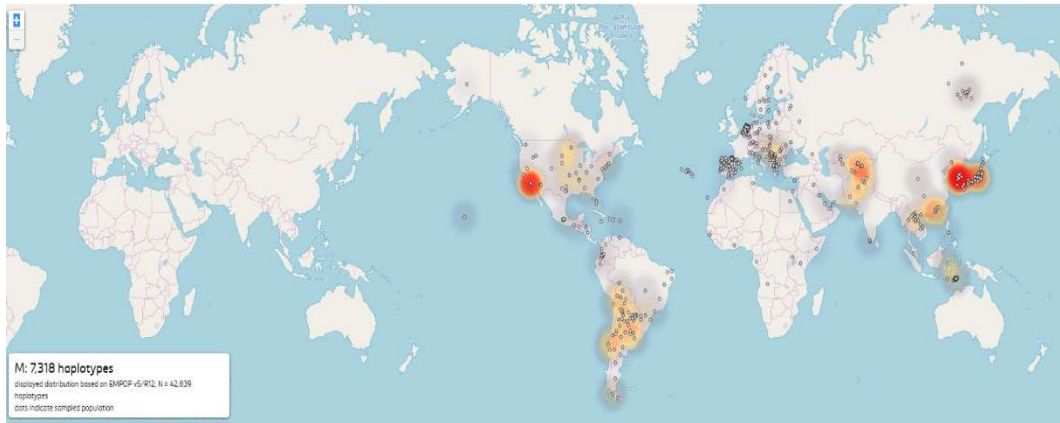 +
−
M: 7,318 haplotypes
displayed distribution based on EMPOP v5/R12; N = 42,839
haplotypes
dots indicate sampled population